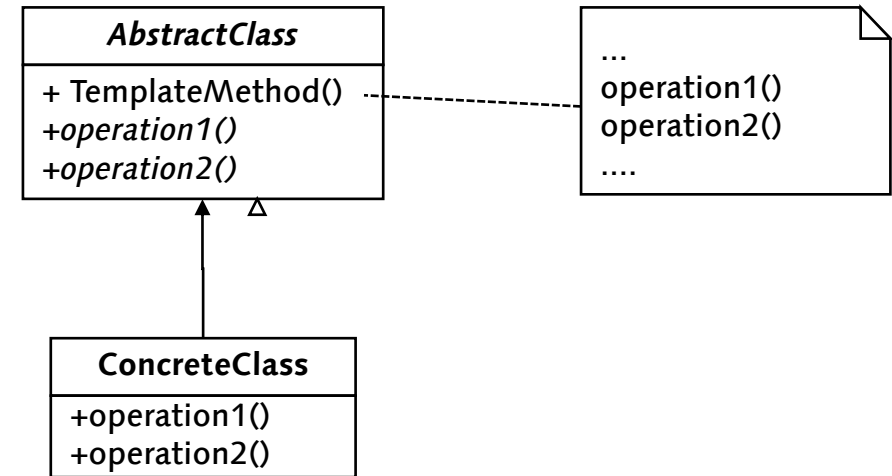 AbstractClass
+ TemplateMethod()
+operation1()
+operation2()
...
operation1()
operation2()
....
ConcreteClass
+operation1()
+operation2()